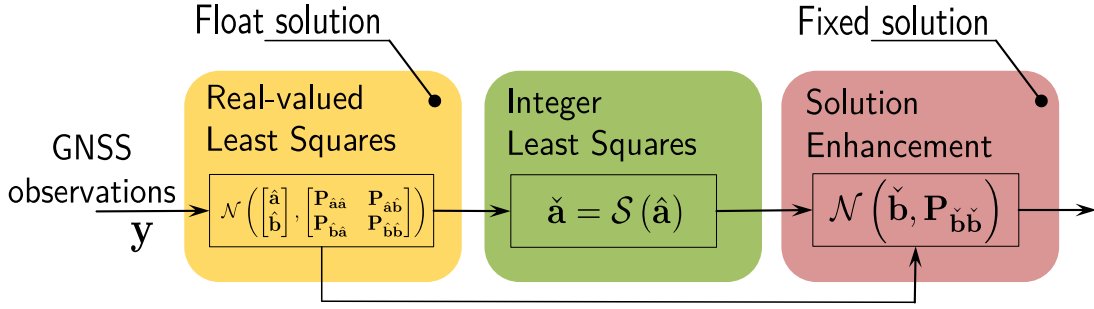 Float solution
Fixed solution
Real-valued
Least Squares
Integer
Least Squares
Solution
Enhancement
GNSS
observations
y
𝒩([â b̂], [P_ââ P_âb̂ P_b̂â P_b̂b̂])
ǎ = 𝒮(â)
𝒩(b̌, P_b̌b̌)